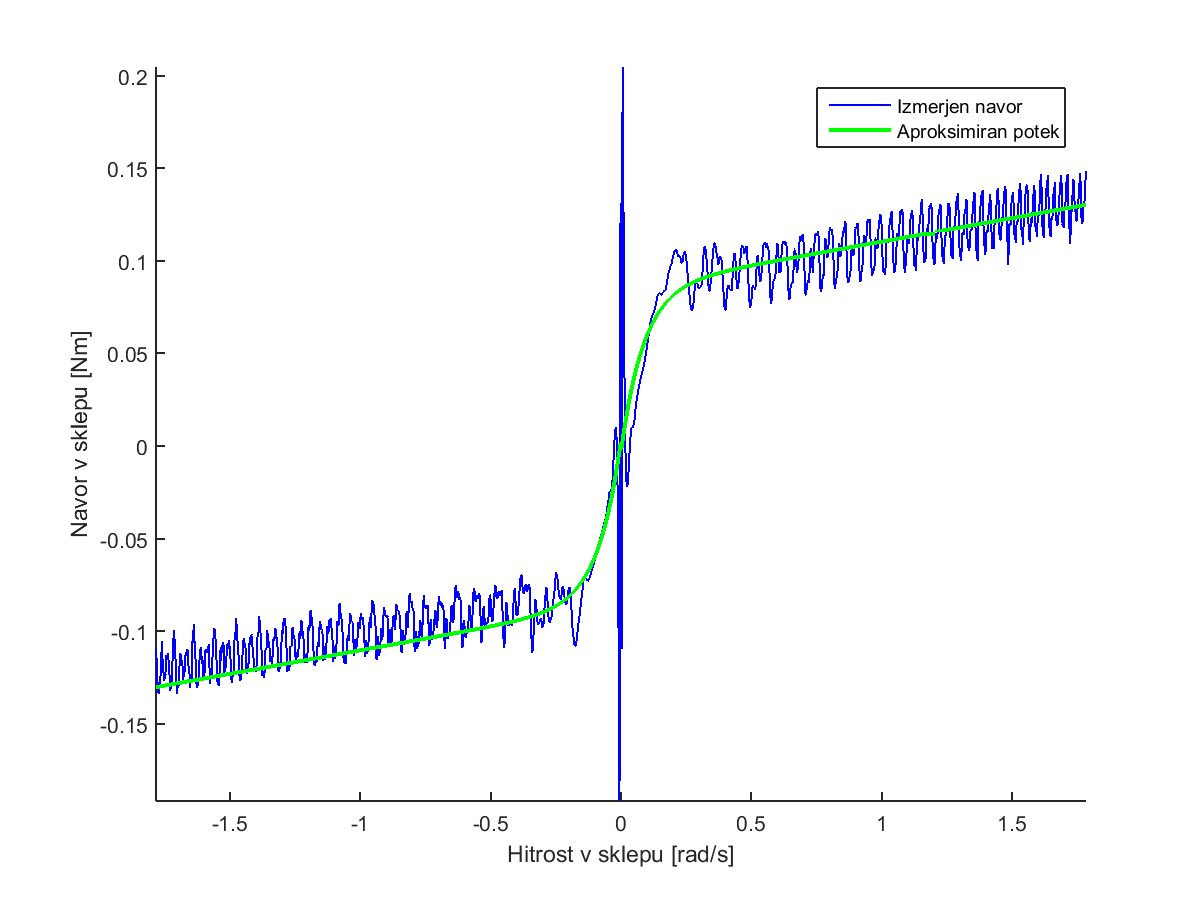 0.2
0.15
0.1
0.05
0
-0.05
-0.1
-0.15
Navor v sklepu [Nm]
Izmerjen navor
Aproksimiran potek
-1.5 -1 -0.5 0 0.5 1 1.5
Hitrost v sklepu [rad/s]